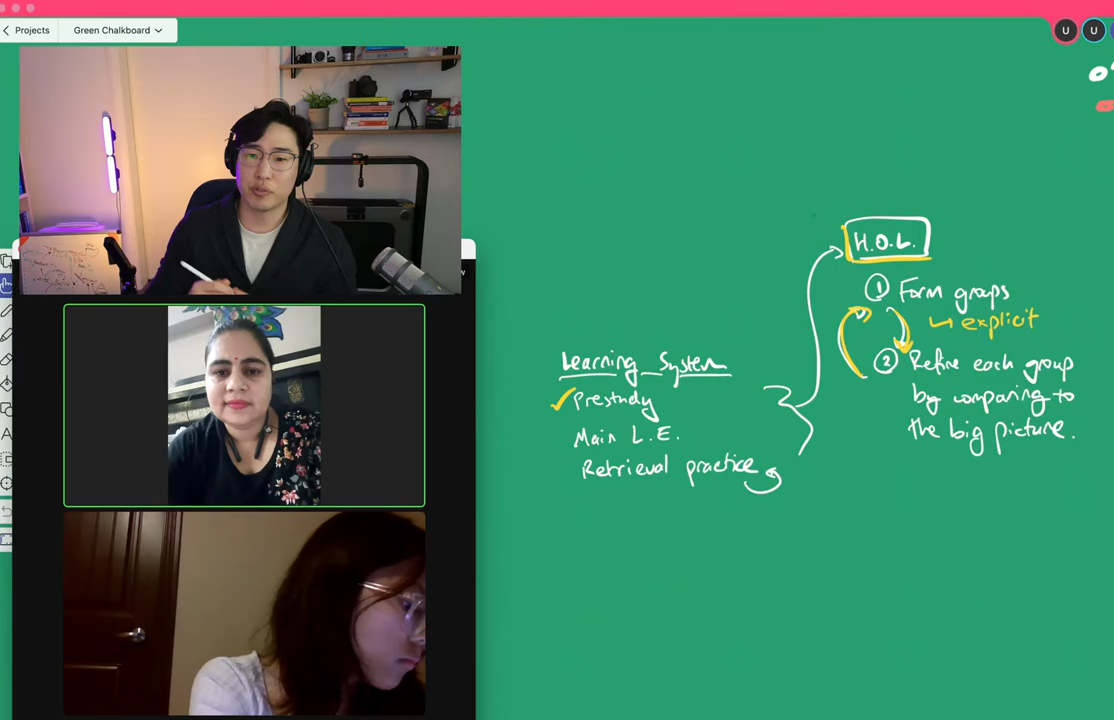 Projects
Green Chalkboard
U
U
H.O.L.
① Form groups
↳ explicit
Learning System
✓ Prestudy
Main L.E.
Retrieval practice
② Refine each group
by comparing to
the big picture.